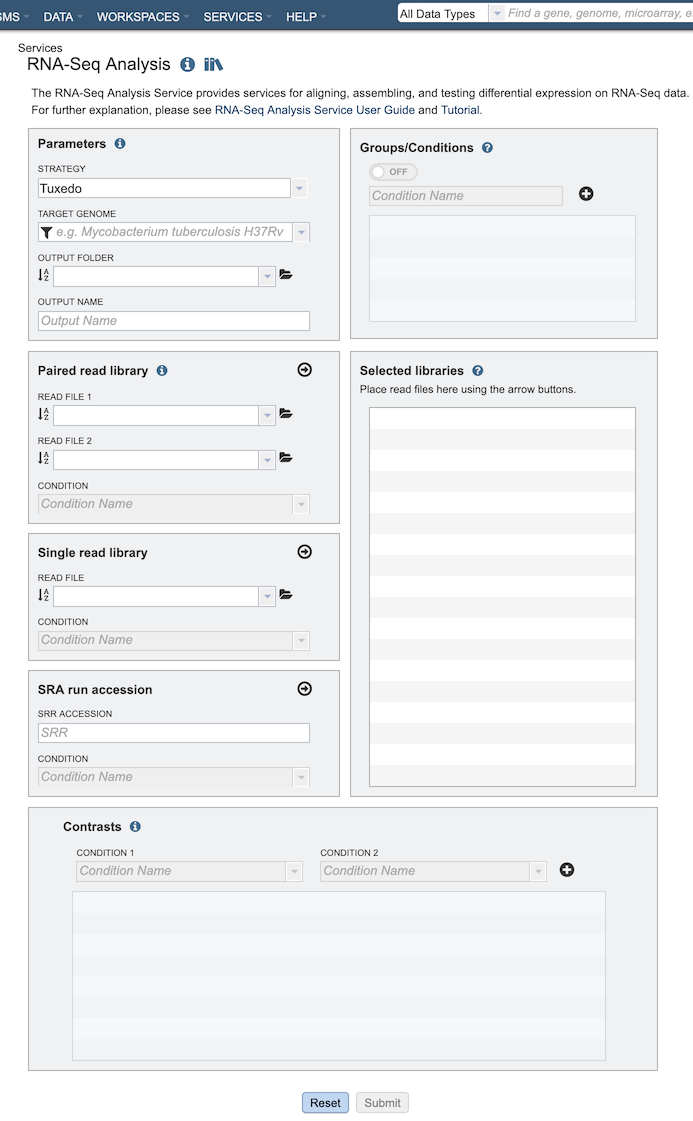 SMS DATA WORKSPACES SERVICES HELP All Data Types Find a gene, genome, microarray,
Services
RNA-Seq Analysis
The RNA-Seq Analysis Service provides services for aligning, assembling, and testing differential expression on RNA-Seq data.
For further explanation, please see RNA-Seq Analysis Service User Guide and Tutorial.
Parameters
STRATEGY
Tuxedo
TARGET GENOME
e.g. Mycobacterium tuberculosis H37Rv
OUTPUT FOLDER
OUTPUT NAME
Output Name
Groups/Conditions
OFF
Condition Name
Paired read library
READ FILE 1
READ FILE 2
CONDITION
Condition Name
Single read library
READ FILE
CONDITION
Condition Name
SRA run accession
SRR ACCESSION
SRR
CONDITION
Condition Name
Selected libraries
Place read files here using the arrow buttons.
Contrasts
CONDITION 1 CONDITION 2
Condition Name Condition Name
Reset Submit